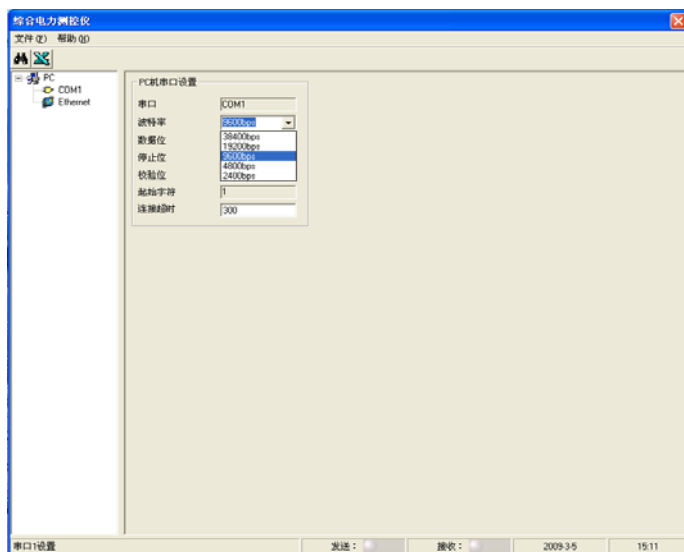 综合电力测控仪
文件(F) 帮助(H)
PC
COM1
Ethernet
PC机串口设置
串口 COM1
波特率 9600bps
数据位 38400bps
19200bps
停止位 9600bps
4800bps
校验位 2400bps
起始字符 1
连接超时 300
串口1设置 发送： 接收： 2009-3-5 15:11